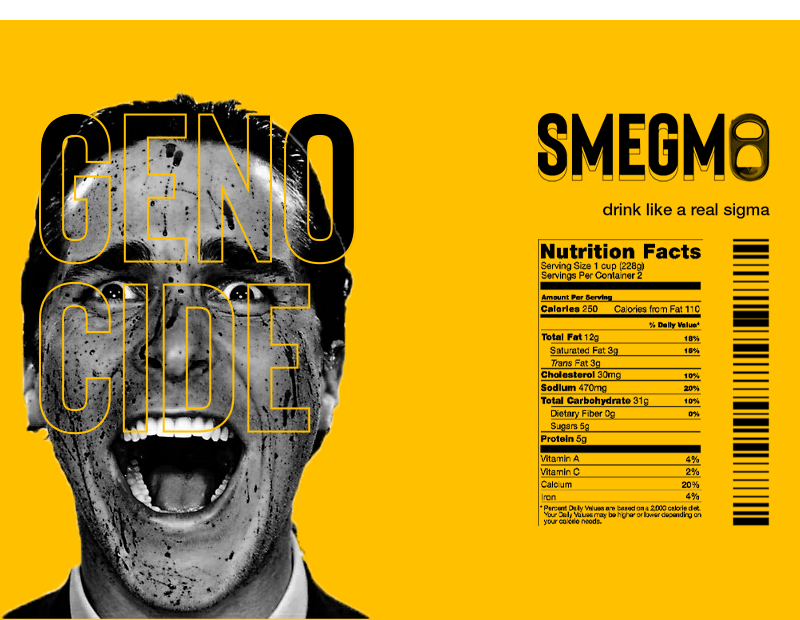 GENO
CIDE
SMEGMO
drink like a real sigma
Nutrition Facts
Serving Size 1 cup (228g)
Servings Per Container 2
Amount Per Serving
Calories 250 Calories from Fat 110
% Daily Value*
Total Fat 12g 18%
Saturated Fat 3g 15%
Trans Fat 3g
Cholesterol 30mg 10%
Sodium 470mg 20%
Total Carbohydrate 31g 10%
Dietary Fiber 0g 0%
Sugars 5g
Protein 5g
Vitamin A 4%
Vitamin C 2%
Calcium 20%
Iron 4%
* Percent Daily Values are based on a 2,000 calorie diet.
Your Daily Values may be higher or lower depending on
your calorie needs.